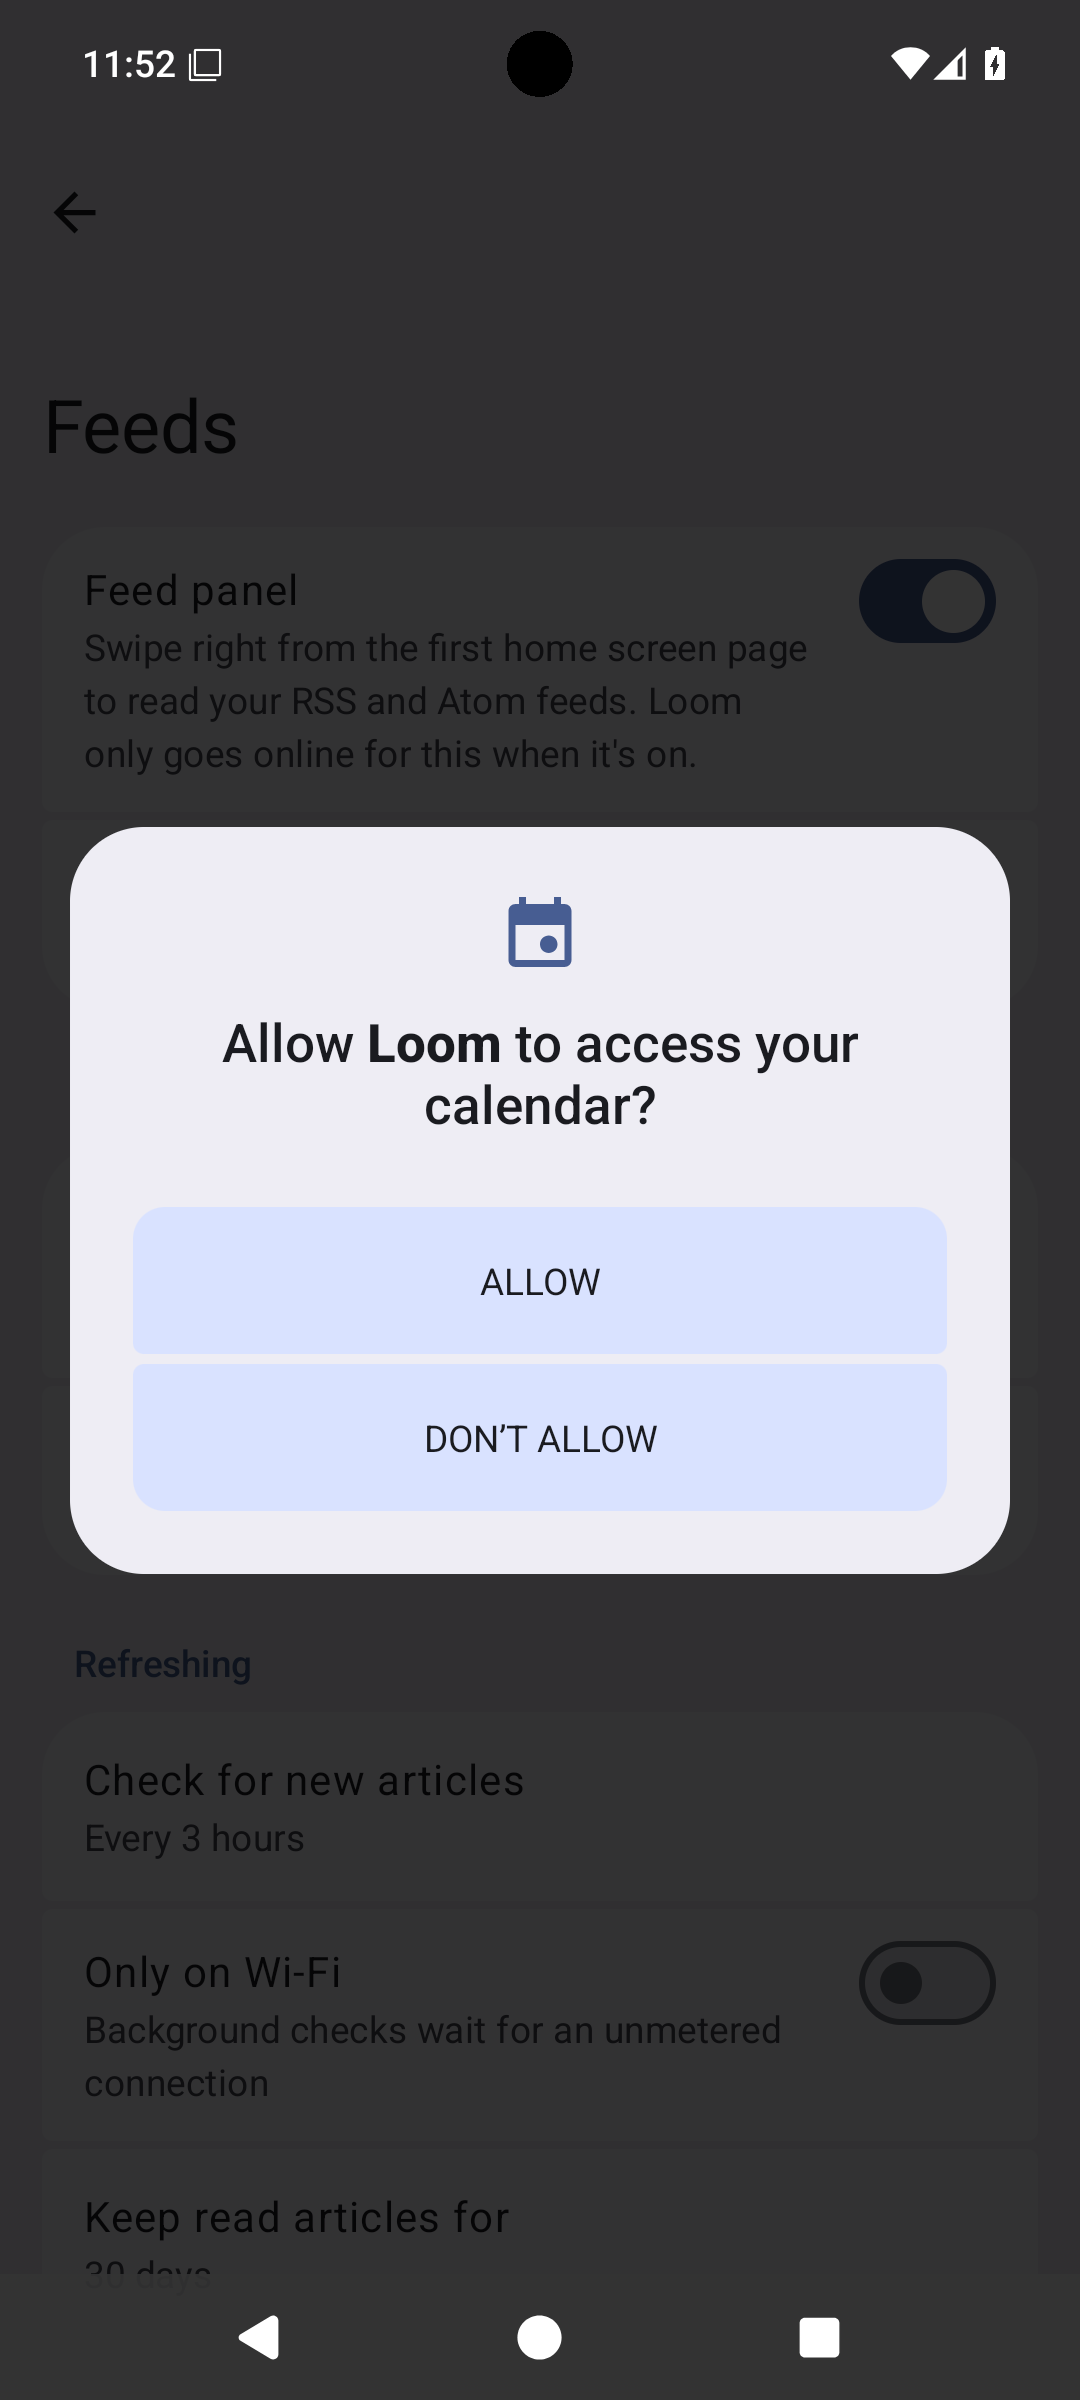 11:52
Feeds
Feed panel
Swipe right from the first home screen page
to read your RSS and Atom feeds. Loom
only goes online for this when it's on.
Allow Loom to access your
calendar?
ALLOW
DON’T ALLOW
Refreshing
Check for new articles
Every 3 hours
Only on Wi-Fi
Background checks wait for an unmetered
connection
Keep read articles for
30 days